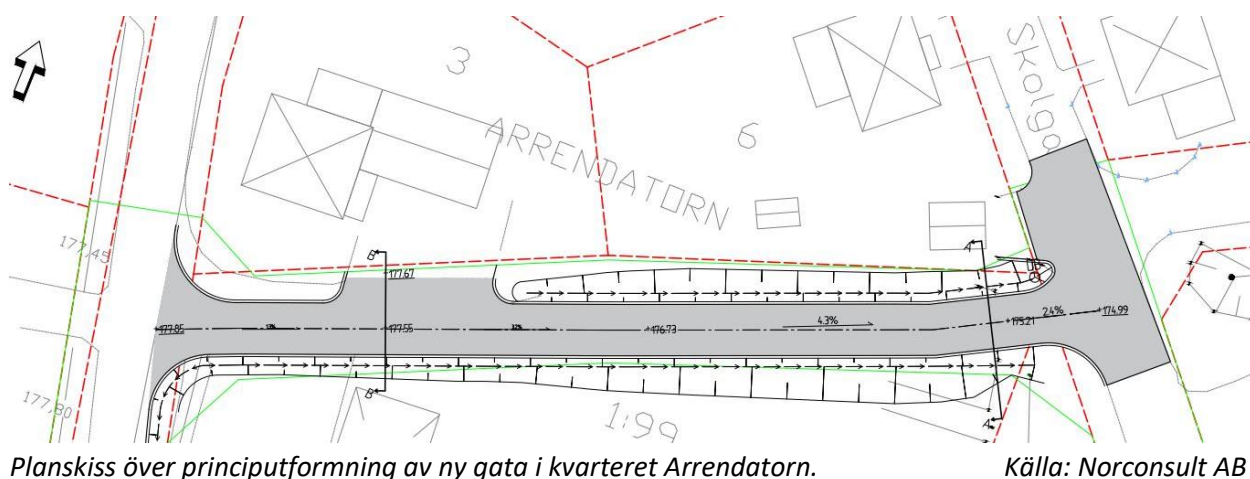 3
ARRENDATORN
6
Skolga
177,45
B
177.67
A
177.85
177.55
176.73
4.3%
175.21
2.4%
174.99
B
177,80
1:99
A
Planskiss över principutformning av ny gata i kvarteret Arrendatorn. Källa: Norconsult AB